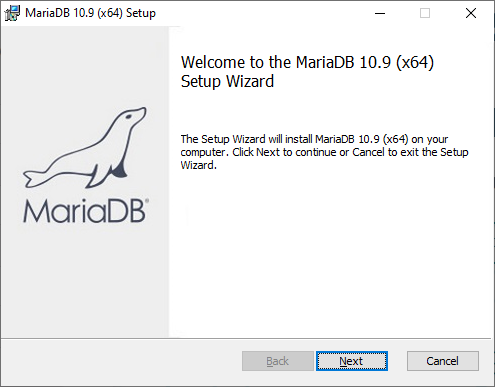 MariaDB 10.9 (x64) Setup
Welcome to the MariaDB 10.9 (x64)
Setup Wizard
The Setup Wizard will install MariaDB 10.9 (x64) on your
computer. Click Next to continue or Cancel to exit the Setup
Wizard.
MariaDB®
Back
Next
Cancel